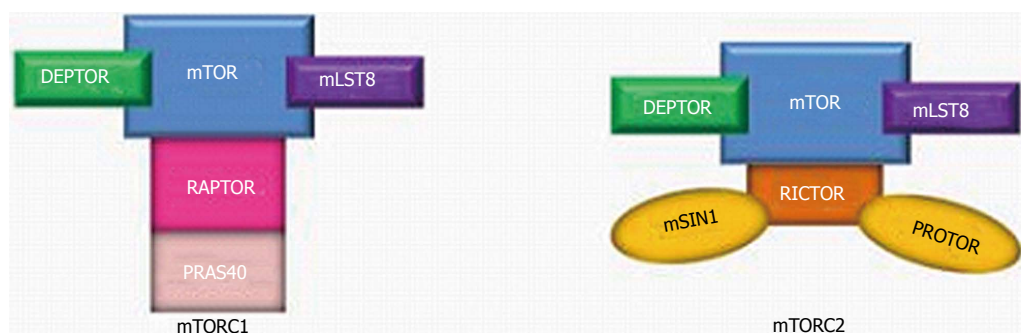 DEPTOR
mTOR
mLST8
RAPTOR
PRAS40
mTORC1
DEPTOR
mTOR
mLST8
RICTOR
mSIN1
PROTOR
mTORC2